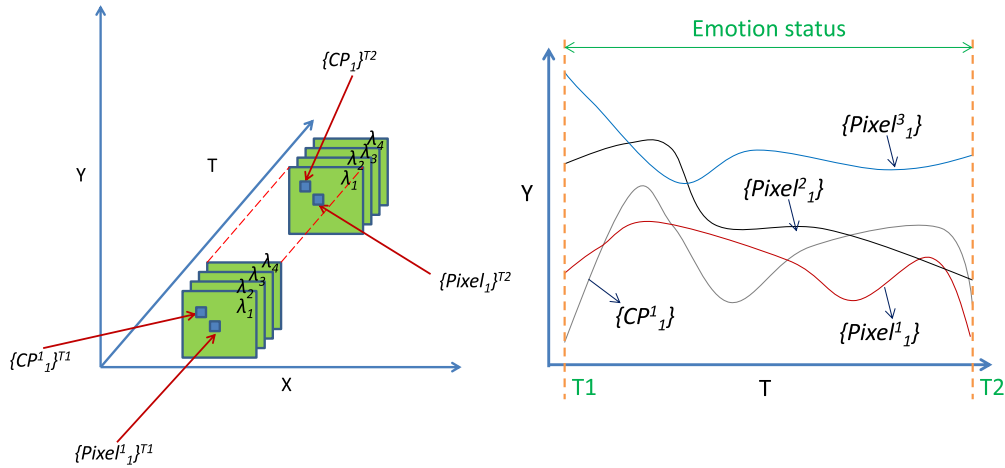 {CP₁}ᵀ²
Y
T
λ₄
λ₃
λ₂
λ₁
{Pixel₁}ᵀ²
λ₄
λ₃
λ₂
λ₁
{CP¹₁}ᵀ¹
X
{Pixel¹₁}ᵀ¹
Emotion status
{Pixel³₁}
Y
{Pixel²₁}
{CP¹₁}
{Pixel¹₁}
T1
T
T2